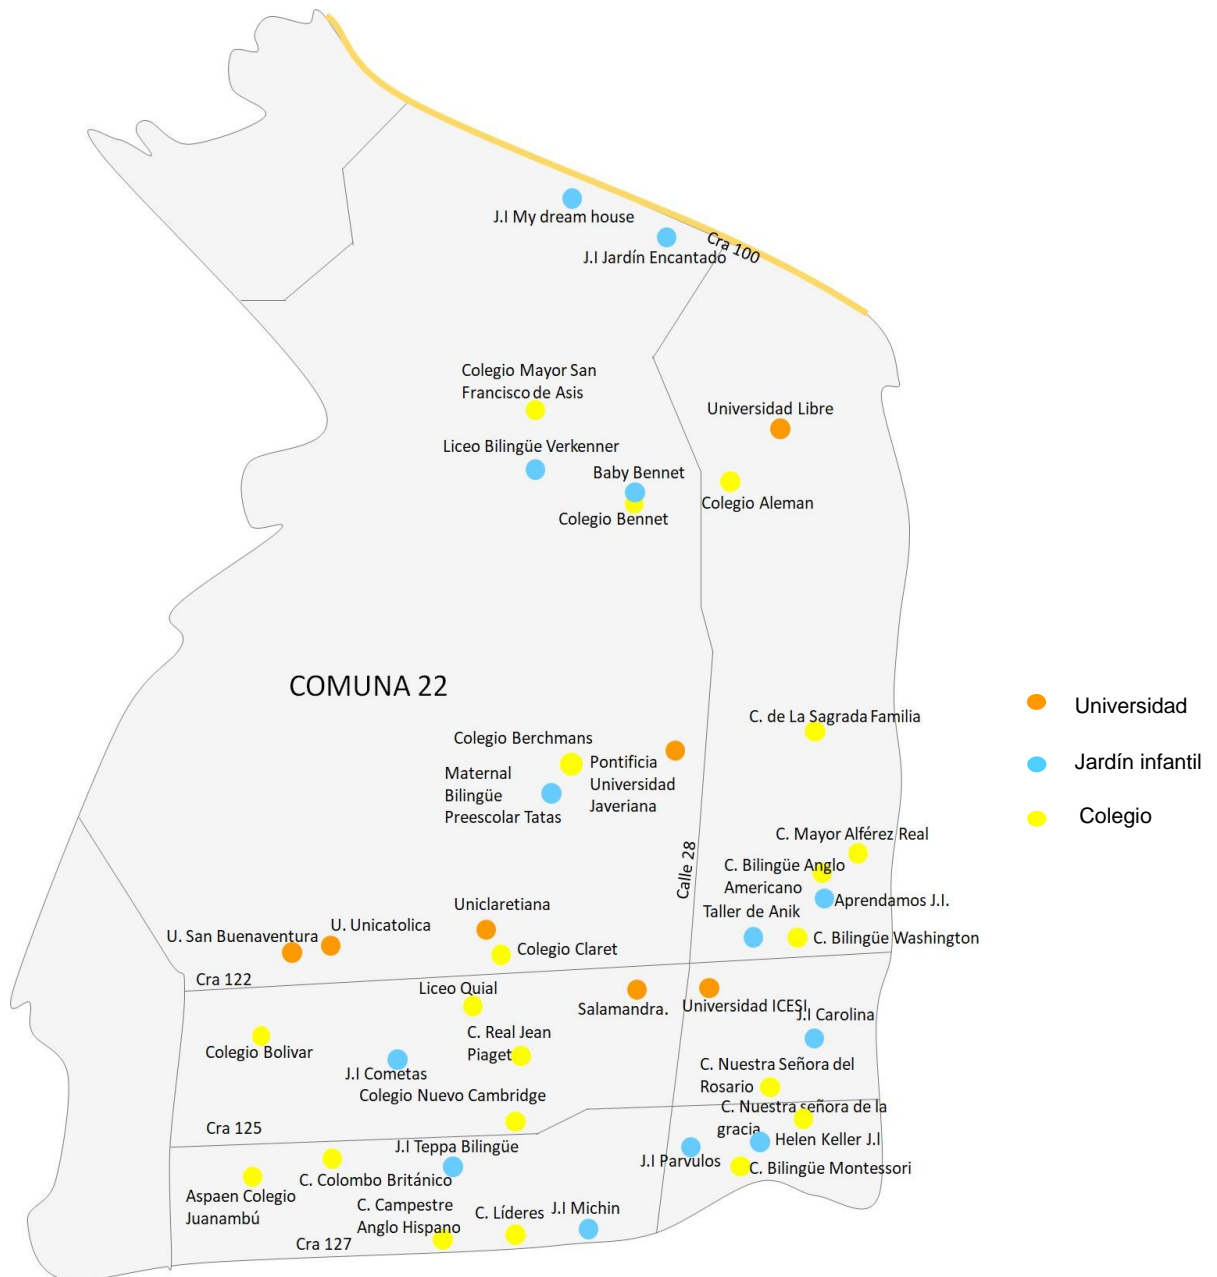 J.I My dream house
Cra 100
J.I Jardín Encantado
Colegio Mayor San
Francisco de Asis
Universidad Libre
Liceo Bilingüe Verkenner
Baby Bennet
Colegio Aleman
Colegio Bennet
COMUNA 22
Universidad
Jardín infantil
Colegio
C. de La Sagrada Familia
Colegio Berchmans
Pontificia
Universidad
Javeriana
Maternal
Bilingüe
Preescolar Tatas
C. Mayor Alférez Real
Calle 28
C. Bilingüe Anglo
Americano
Aprendamos J.I.
Taller de Anik
Uniclaretiana
U. Unicatolica
U. San Buenaventura
C. Bilingüe Washington
Colegio Claret
Cra 122
Liceo Quial
Salamandra.
Universidad ICESI
J.I Carolina
Colegio Bolivar
C. Real Jean
Piaget
J.I Cometas
C. Nuestra Señora del
Rosario
Colegio Nuevo Cambridge
C. Nuestra señora de la
gracia
Cra 125
Helen Keller J.I
J.I Teppa Bilingüe
J.I Parvulos
C. Bilingüe Montessori
C. Colombo Británico
Aspaen Colegio
Juanambú
C. Campestre
Anglo Hispano
C. Líderes
J.I Michin
Cra 127